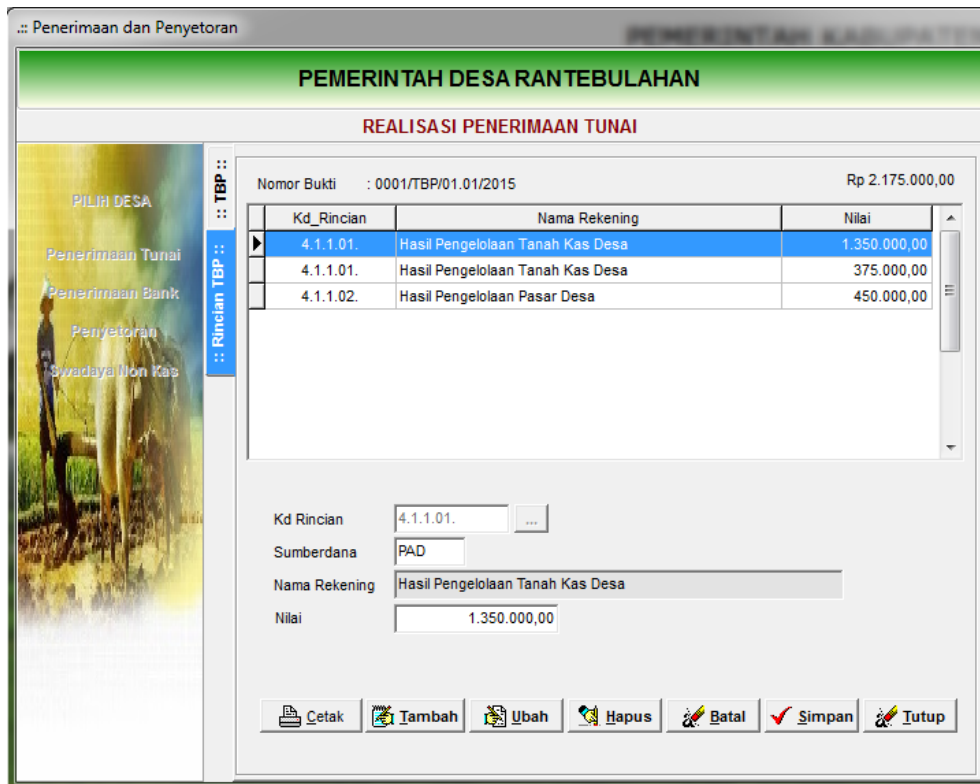 .:: Penerimaan dan Penyetoran
PEMERINTAH KABUPATEN
PEMERINTAH DESA RANTEBULAHAN
REALISASI PENERIMAAN TUNAI
PILIH DESA
Penerimaan Tunai
Penerimaan Bank
Penyetoran
Swadaya Non Kas
:: TBP ::
:: Rincian TBP ::
Nomor Bukti : 0001/TBP/01.01/2015 Rp 2.175.000,00
Kd_Rincian Nama Rekening Nilai
4.1.1.01. Hasil Pengelolaan Tanah Kas Desa 1.350.000,00
4.1.1.01. Hasil Pengelolaan Tanah Kas Desa 375.000,00
4.1.1.02. Hasil Pengelolaan Pasar Desa 450.000,00
Kd Rincian 4.1.1.01. ...
Sumberdana PAD
Nama Rekening Hasil Pengelolaan Tanah Kas Desa
Nilai 1.350.000,00
Cetak Tambah Ubah Hapus Batal Simpan Tutup